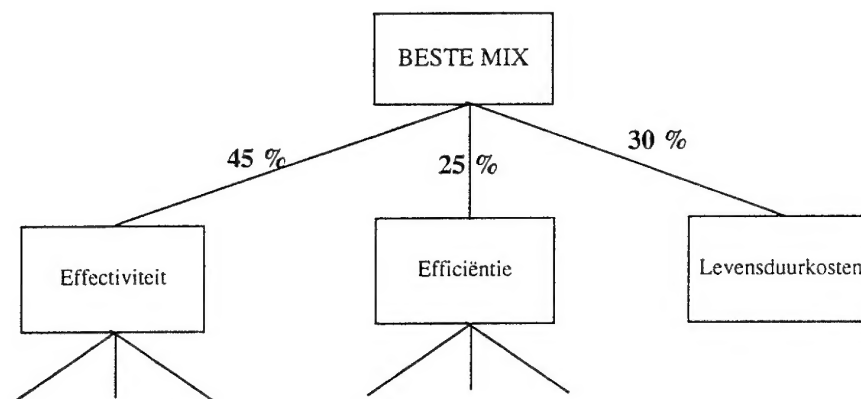 BESTE MIX
45 %
25 %
30 %
Effectiviteit
Efficiëntie
Levensduurkosten